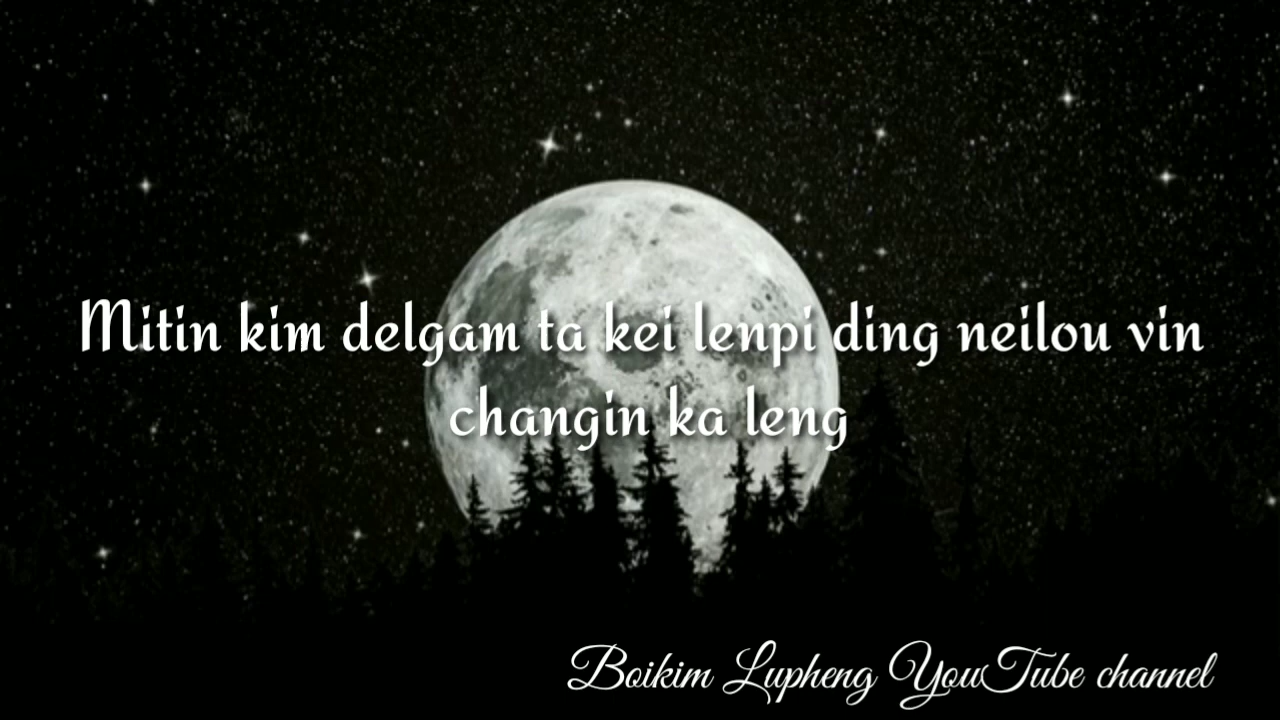 Mitin kim delgam ta kei lenpi ding neilou vin
changin ka leng
Boikim Lupheng YouTube channel